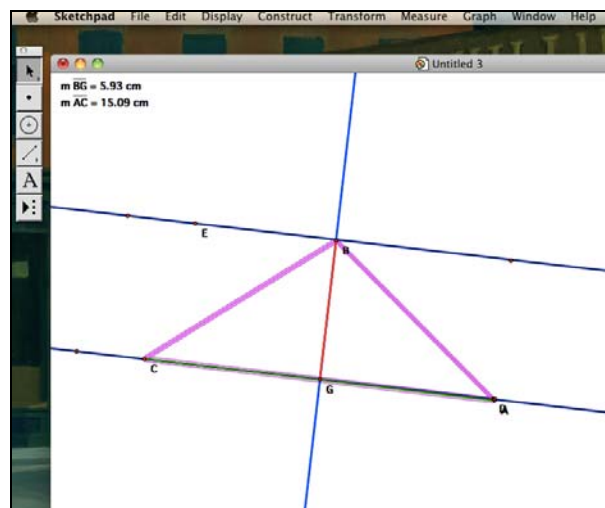 Sketchpad File Edit Display Construct Transform Measure Graph Window Help
Untitled 3
m BG = 5.93 cm
m AC = 15.09 cm
A
E
B
C
G
A